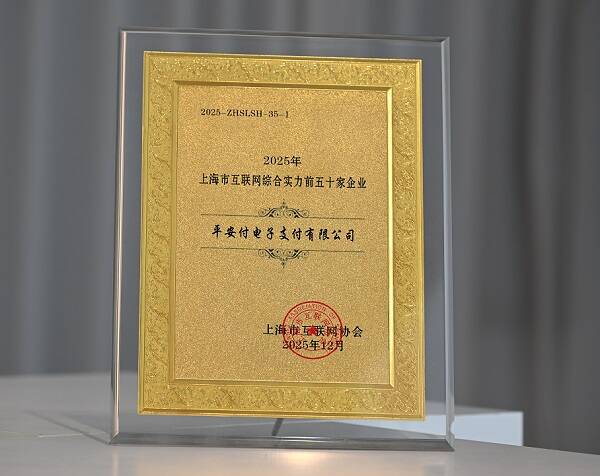 2025-ZHSLSH-35-1
2025年
上海市互联网综合实力前五十家企业
平安付电子支付有限公司
上海市互联网协会
2025年12月